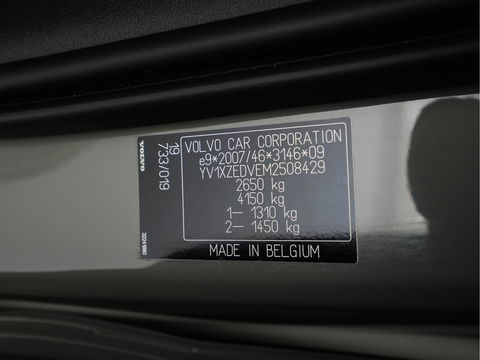 VOLVO CAR CORPORATION
e9*2007/46*3146*09
YV1XZEDVEM2508429
2650 kg
4150 kg
1- 1310 kg
2- 1450 kg
MADE IN BELGIUM
19
733/019
VOLVO